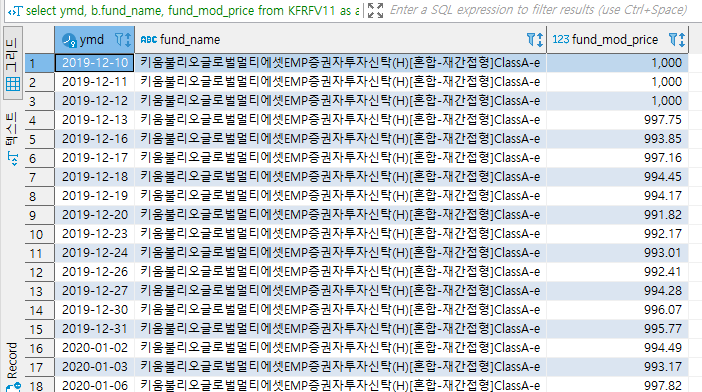 select ymd, b.fund_name, fund_mod_price from KFRFV11 as a
Enter a SQL expression to filter results (use Ctrl+Space)
그리드
텍스트
Record
ymd ABC fund_name 123 fund_mod_price
1 2019-12-10 키움불리오글로벌멀티에셋EMP증권자투자신탁(H)[혼합-재간접형]ClassA-e 1,000
2 2019-12-11 키움불리오글로벌멀티에셋EMP증권자투자신탁(H)[혼합-재간접형]ClassA-e 1,000
3 2019-12-12 키움불리오글로벌멀티에셋EMP증권자투자신탁(H)[혼합-재간접형]ClassA-e 1,000
4 2019-12-13 키움불리오글로벌멀티에셋EMP증권자투자신탁(H)[혼합-재간접형]ClassA-e 997.75
5 2019-12-16 키움불리오글로벌멀티에셋EMP증권자투자신탁(H)[혼합-재간접형]ClassA-e 993.85
6 2019-12-17 키움불리오글로벌멀티에셋EMP증권자투자신탁(H)[혼합-재간접형]ClassA-e 997.16
7 2019-12-18 키움불리오글로벌멀티에셋EMP증권자투자신탁(H)[혼합-재간접형]ClassA-e 994.45
8 2019-12-19 키움불리오글로벌멀티에셋EMP증권자투자신탁(H)[혼합-재간접형]ClassA-e 994.17
9 2019-12-20 키움불리오글로벌멀티에셋EMP증권자투자신탁(H)[혼합-재간접형]ClassA-e 991.82
10 2019-12-23 키움불리오글로벌멀티에셋EMP증권자투자신탁(H)[혼합-재간접형]ClassA-e 992.17
11 2019-12-24 키움불리오글로벌멀티에셋EMP증권자투자신탁(H)[혼합-재간접형]ClassA-e 993.01
12 2019-12-26 키움불리오글로벌멀티에셋EMP증권자투자신탁(H)[혼합-재간접형]ClassA-e 992.41
13 2019-12-27 키움불리오글로벌멀티에셋EMP증권자투자신탁(H)[혼합-재간접형]ClassA-e 994.28
14 2019-12-30 키움불리오글로벌멀티에셋EMP증권자투자신탁(H)[혼합-재간접형]ClassA-e 996.07
15 2019-12-31 키움불리오글로벌멀티에셋EMP증권자투자신탁(H)[혼합-재간접형]ClassA-e 995.77
16 2020-01-02 키움불리오글로벌멀티에셋EMP증권자투자신탁(H)[혼합-재간접형]ClassA-e 994.49
17 2020-01-03 키움불리오글로벌멀티에셋EMP증권자투자신탁(H)[혼합-재간접형]ClassA-e 993.17
18 2020-01-06 키움불리오글로벌멀티에셋EMP증권자투자신탁(H)[혼합-재간접형]ClassA-e 997.82